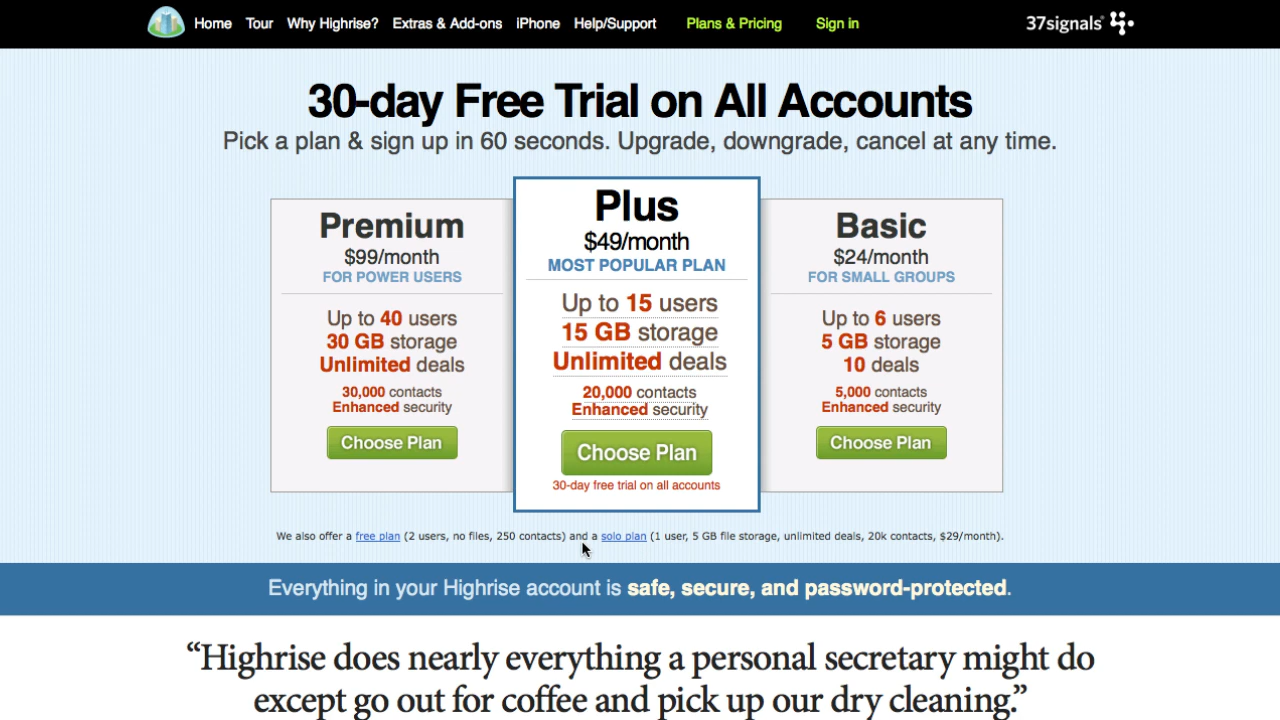 Home Tour Why Highrise? Extras & Add-ons iPhone Help/Support Plans & Pricing Sign in 37signals
30-day Free Trial on All Accounts
Pick a plan & sign up in 60 seconds. Upgrade, downgrade, cancel at any time.
Premium
$99/month
FOR POWER USERS
Up to 40 users
30 GB storage
Unlimited deals
30,000 contacts
Enhanced security
Choose Plan
Plus
$49/month
MOST POPULAR PLAN
Up to 15 users
15 GB storage
Unlimited deals
20,000 contacts
Enhanced security
Choose Plan
30-day free trial on all accounts
Basic
$24/month
FOR SMALL GROUPS
Up to 6 users
5 GB storage
10 deals
5,000 contacts
Enhanced security
Choose Plan
We also offer a free plan (2 users, no files, 250 contacts) and a solo plan (1 user, 5 GB file storage, unlimited deals, 20k contacts, $29/month).
Everything in your Highrise account is safe, secure, and password-protected.
“Highrise does nearly everything a personal secretary might do
except go out for coffee and pick up our dry cleaning.”